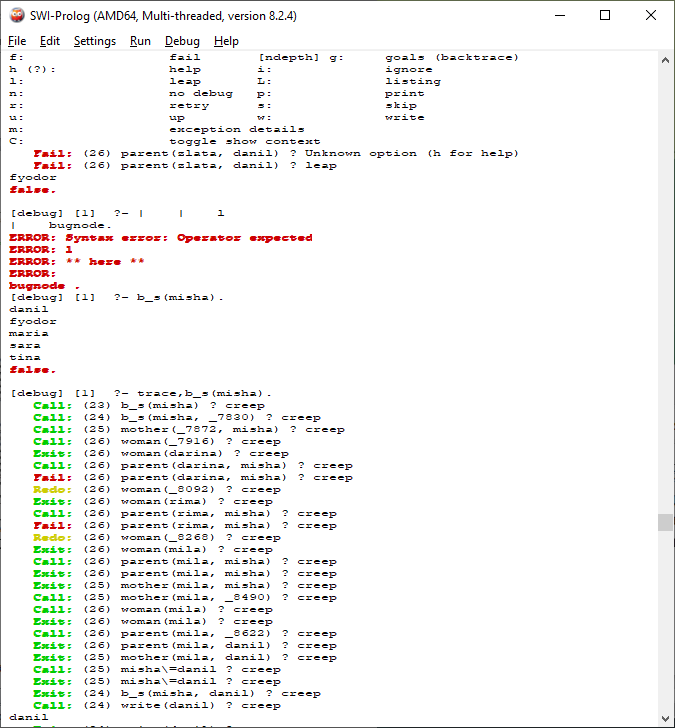 SWI-Prolog (AMD64, Multi-threaded, version 8.2.4)
File Edit Settings Run Debug Help
f: fail [ndepth] g: goals (backtrace)
h (?): help i: ignore
l: leap L: listing
n: no debug p: print
r: retry s: skip
u: up w: write
m: exception details
C: toggle show context
Fail: (26) parent(zlata, danil) ? Unknown option (h for help)
Fail: (26) parent(zlata, danil) ? leap
fyodor
false.
[debug] [1] ?- | | l
| bugnode.
ERROR: Syntax error: Operator expected
ERROR: l
ERROR: ** here **
ERROR:
bugnode .
[debug] [1] ?- b_s(misha).
danil
fyodor
maria
sara
tina
false.
[debug] [1] ?- trace,b_s(misha).
Call: (23) b_s(misha) ? creep
Call: (24) b_s(misha, _7830) ? creep
Call: (25) mother(_7872, misha) ? creep
Call: (26) woman(_7916) ? creep
Exit: (26) woman(darina) ? creep
Call: (26) parent(darina, misha) ? creep
Fail: (26) parent(darina, misha) ? creep
Redo: (26) woman(_8092) ? creep
Exit: (26) woman(rima) ? creep
Call: (26) parent(rima, misha) ? creep
Fail: (26) parent(rima, misha) ? creep
Redo: (26) woman(_8268) ? creep
Exit: (26) woman(mila) ? creep
Call: (26) parent(mila, misha) ? creep
Exit: (26) parent(mila, misha) ? creep
Exit: (25) mother(mila, misha) ? creep
Call: (25) mother(mila, _8490) ? creep
Call: (26) woman(mila) ? creep
Exit: (26) woman(mila) ? creep
Call: (26) parent(mila, _8622) ? creep
Exit: (26) parent(mila, danil) ? creep
Exit: (25) mother(mila, danil) ? creep
Call: (25) misha\=danil ? creep
Exit: (25) misha\=danil ? creep
Exit: (24) b_s(misha, danil) ? creep
Call: (24) write(danil) ? creep
danil